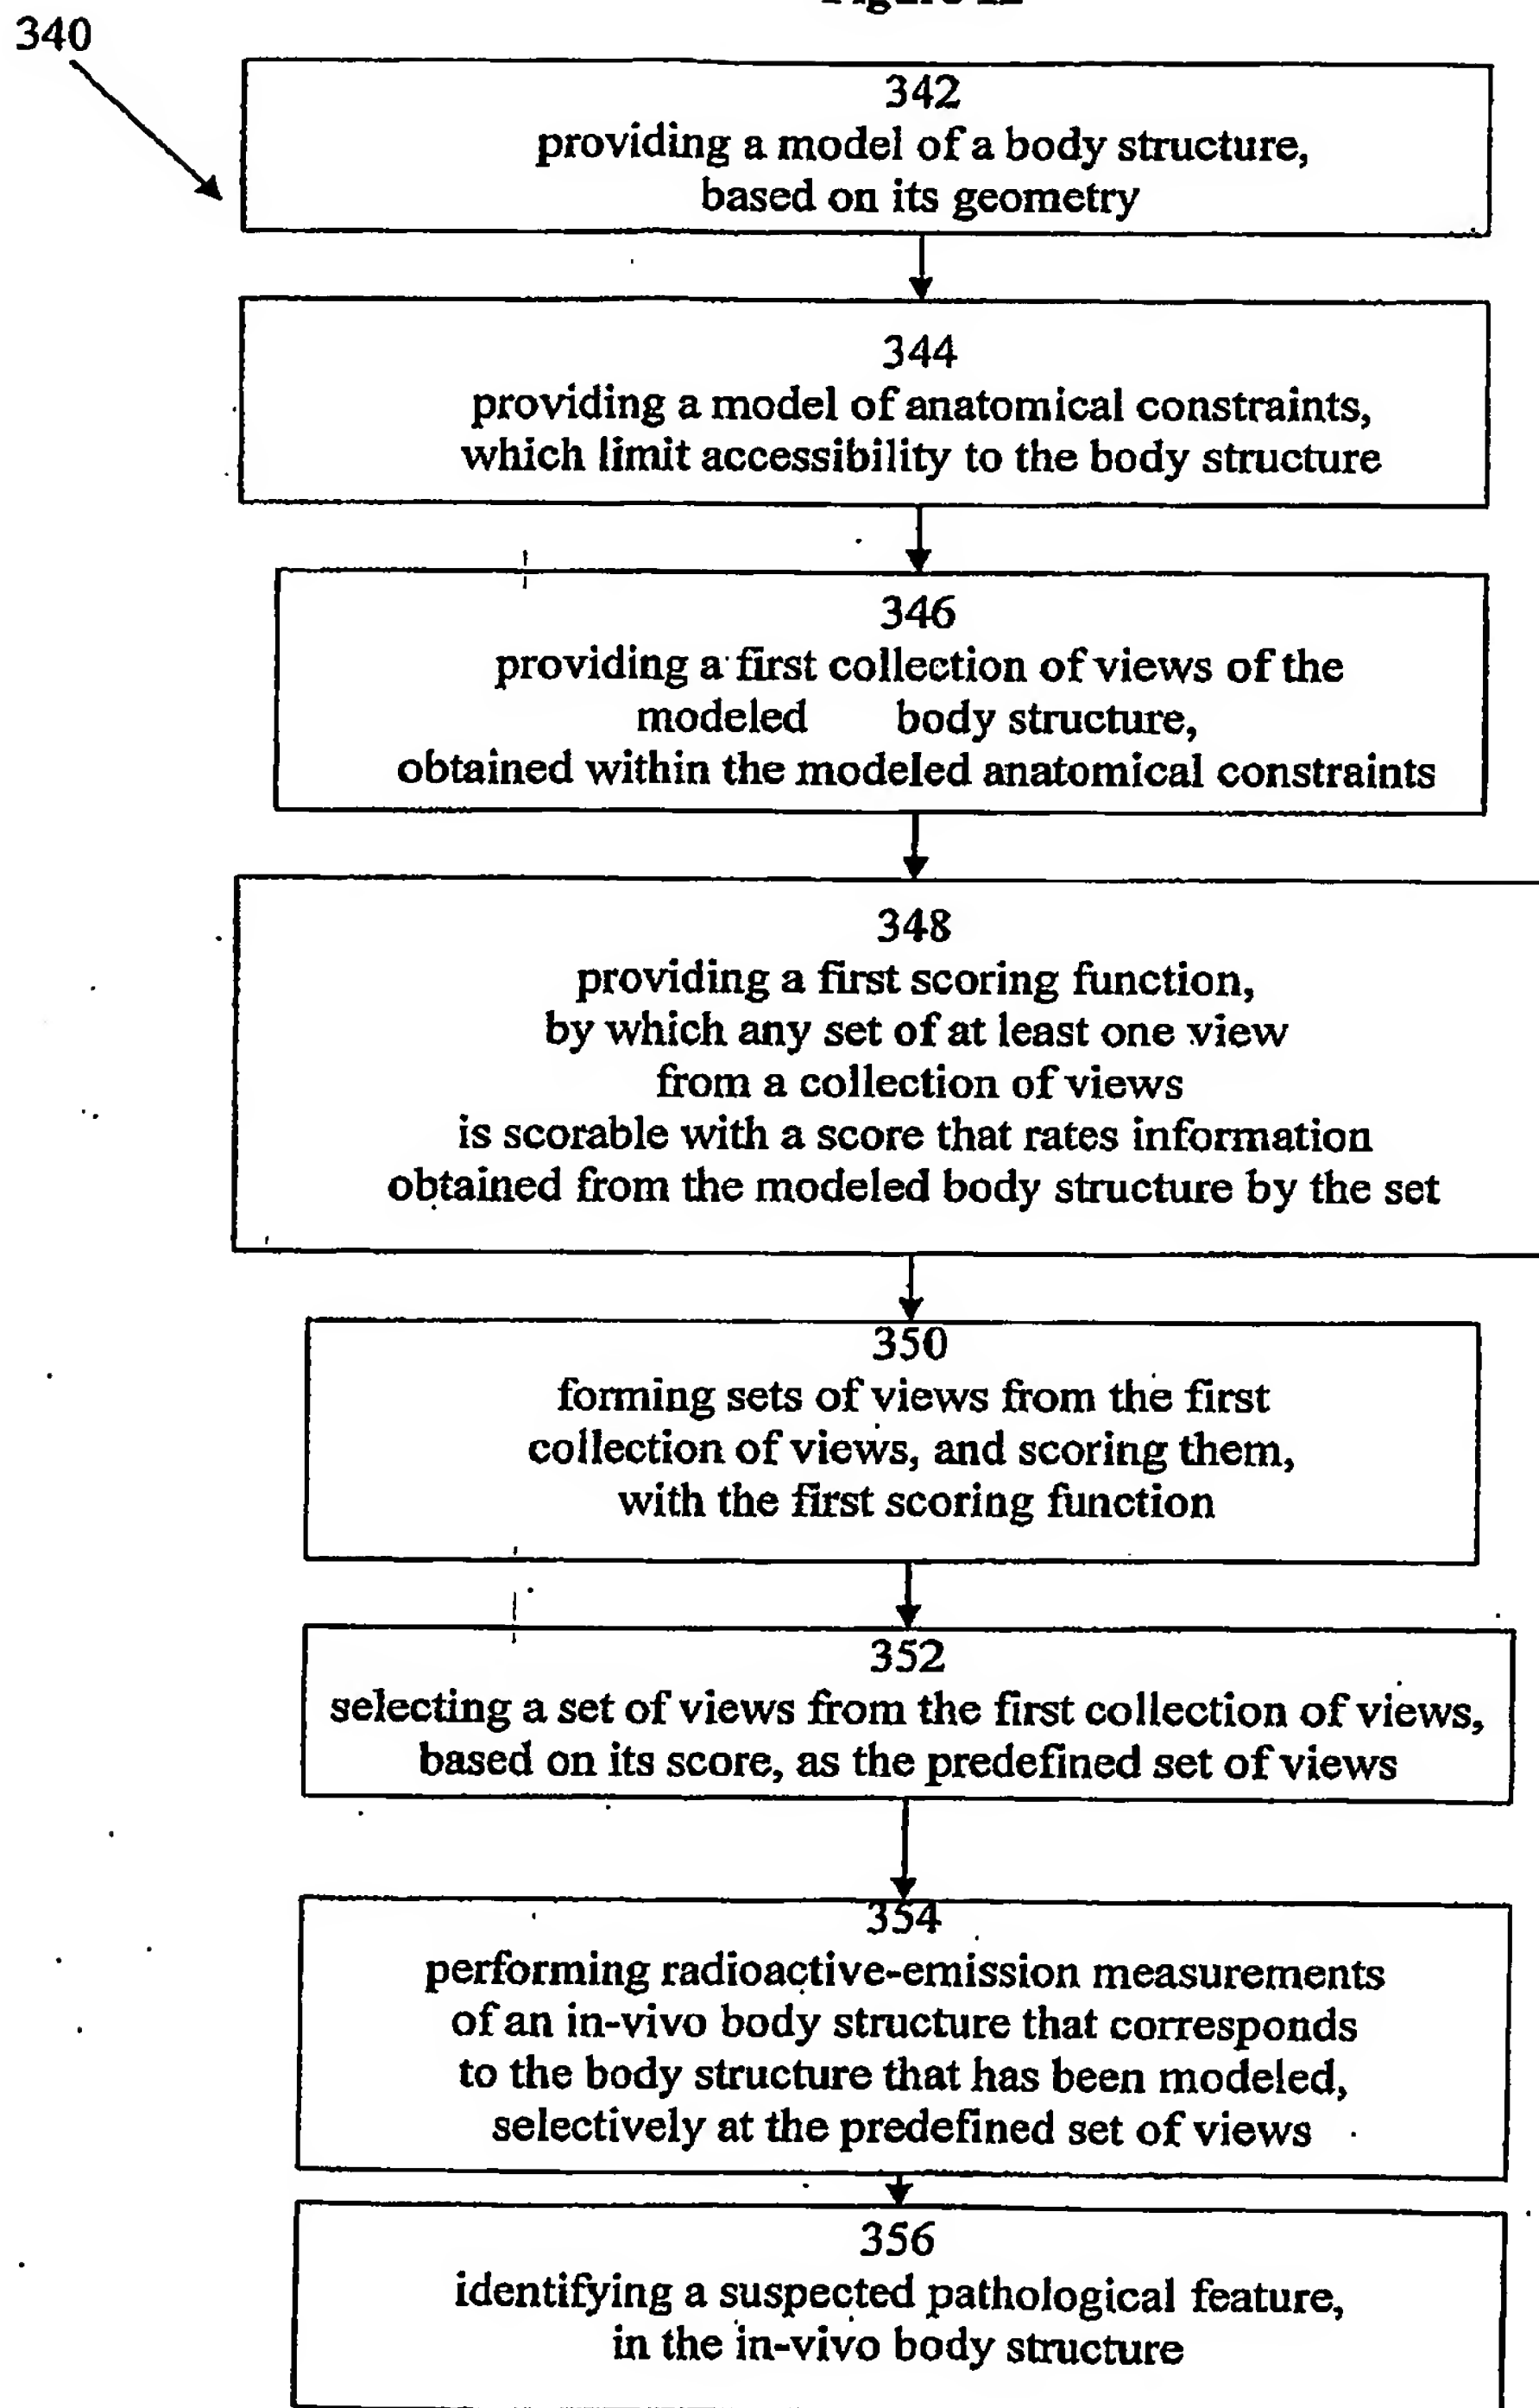 340
342
providing a model of a body structure,
based on its geometry
344
providing a model of anatomical constraints,
which limit accessibility to the body structure
346
providing a first collection of views of the
modeled body structure,
obtained within the modeled anatomical constraints
348
providing a first scoring function,
by which any set of at least one view
from a collection of views
is scorable with a score that rates information
obtained from the modeled body structure by the set
350
forming sets of views from the first
collection of views, and scoring them,
with the first scoring function
352
selecting a set of views from the first collection of views,
based on its score, as the predefined set of views
354
performing radioactive-emission measurements
of an in-vivo body structure that corresponds
to the body structure that has been modeled,
selectively at the predefined set of views
356
identifying a suspected pathological feature,
in the in-vivo body structure